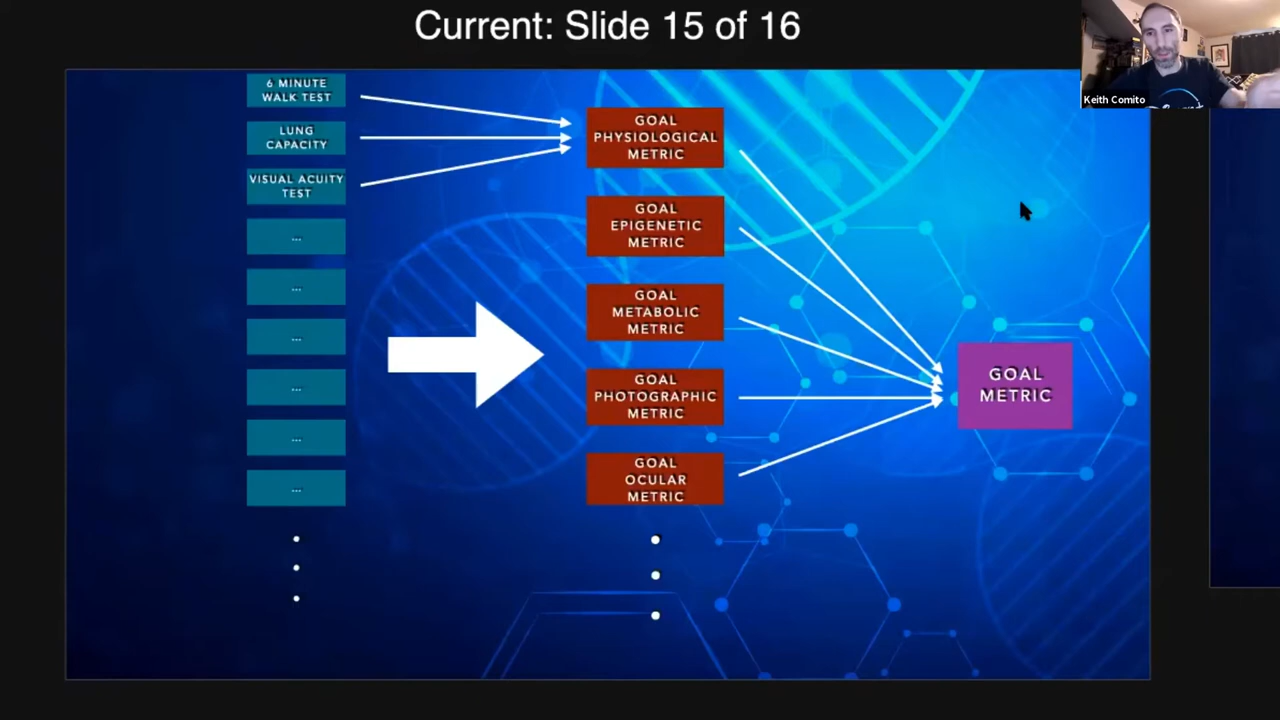 Current: Slide 15 of 16
Keith Comito
6 MINUTE
WALK TEST
LUNG
CAPACITY
VISUAL ACUITY
TEST
...
...
...
...
...
...
GOAL
PHYSIOLOGICAL
METRIC
GOAL
EPIGENETIC
METRIC
GOAL
METABOLIC
METRIC
GOAL
PHOTOGRAPHIC
METRIC
GOAL
OCULAR
METRIC
GOAL
METRIC